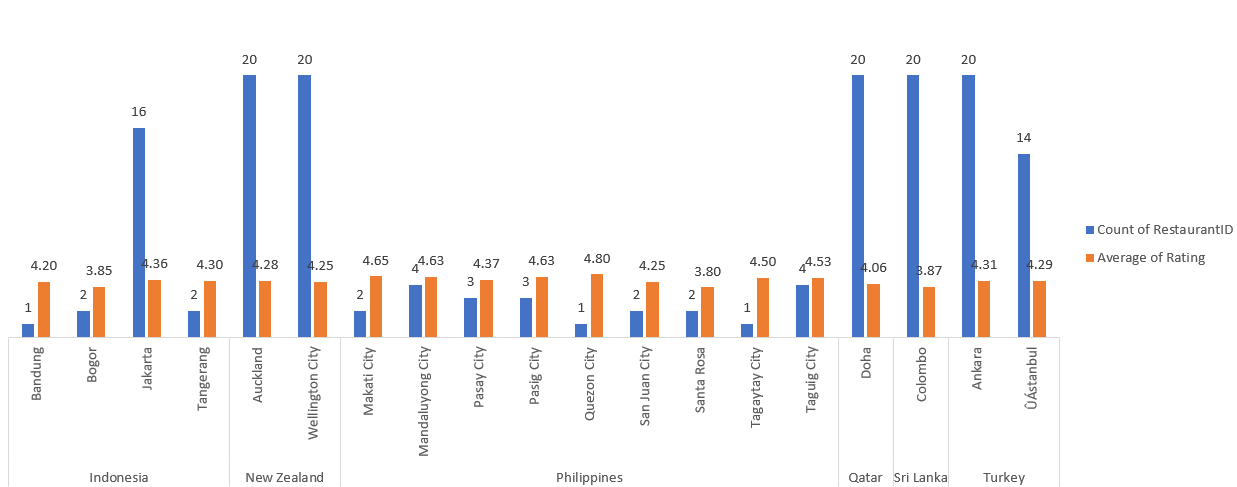 20 20 20 20 20
16
14
4.20 3.85 4.36 4.30 4.28 4.25 4.65 4.63 4.37 4.63 4.80 4.25 3.80 4.50 4.53 4.06 3.87 4.31 4.29
1 2 2 2 4 3 3 1 2 2 1 4
Count of RestaurantID
Average of Rating
Bandung
Bogor
Jakarta
Tangerang
Auckland
Wellington City
Makati City
Mandaluyong City
Pasay City
Pasig City
Quezon City
San Juan City
Santa Rosa
Tagaytay City
Taguig City
Doha
Colombo
Ankara
ÛÁstanbul
Indonesia New Zealand Philippines Qatar Sri Lanka Turkey